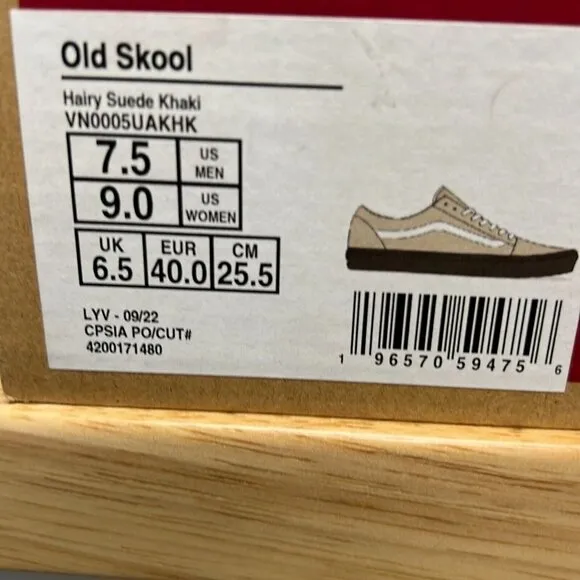 Old Skool
Hairy Suede Khaki
VN0005UAKHK
7.5 US MEN
9.0 US WOMEN
UK 6.5 EUR 40.0 CM 25.5
LYV - 09/22
CPSIA PO/CUT#
4200171480
1 96570 59475 6